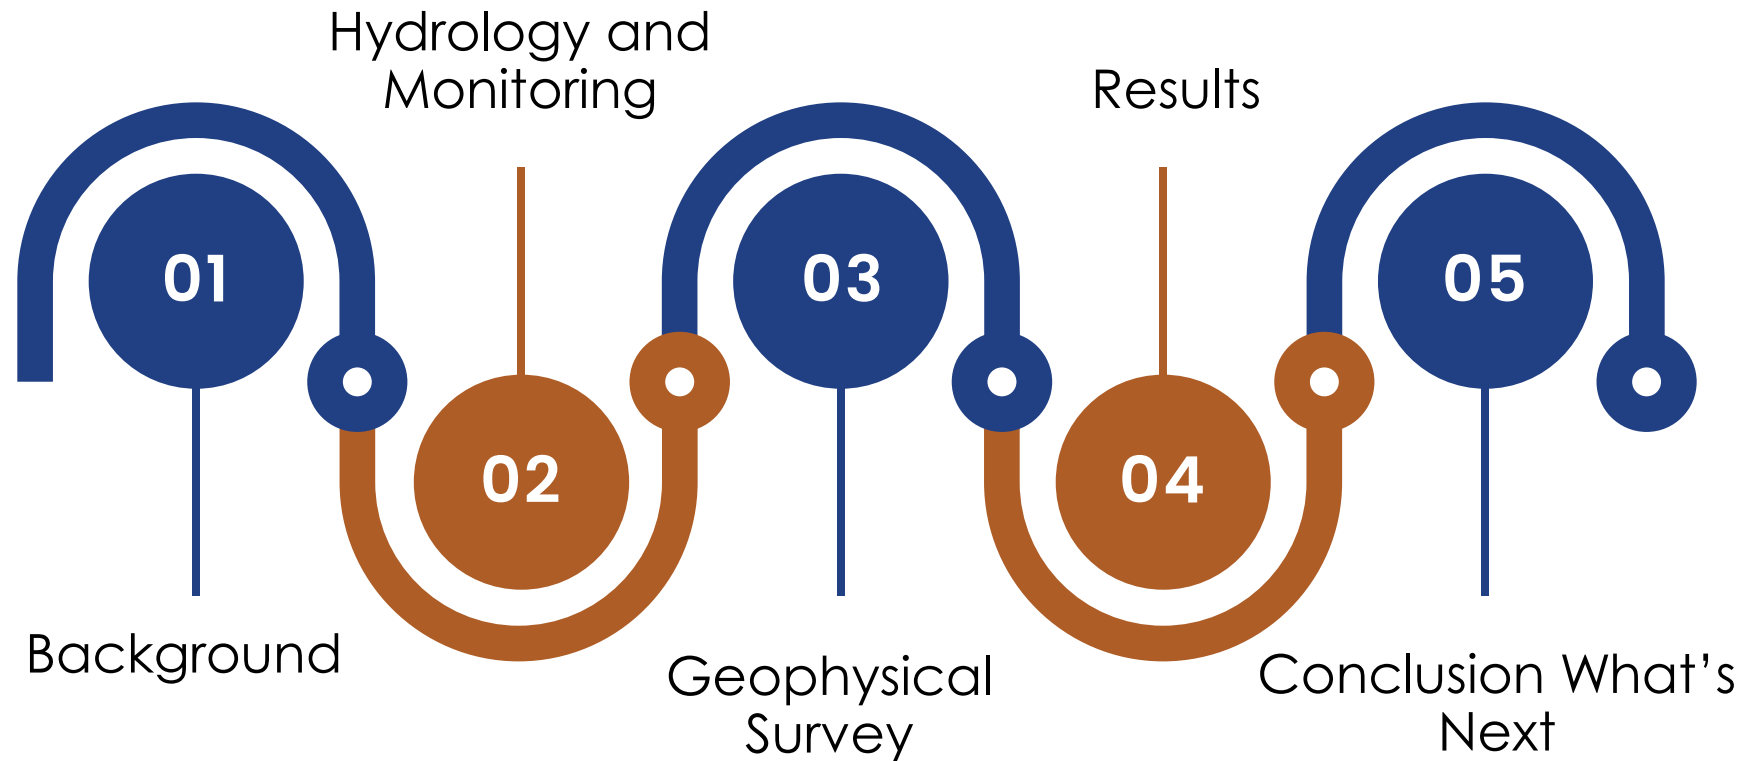 01
Background
Hydrology and
Monitoring
02
03
Geophysical
Survey
Results
04
05
Conclusion What’s
Next